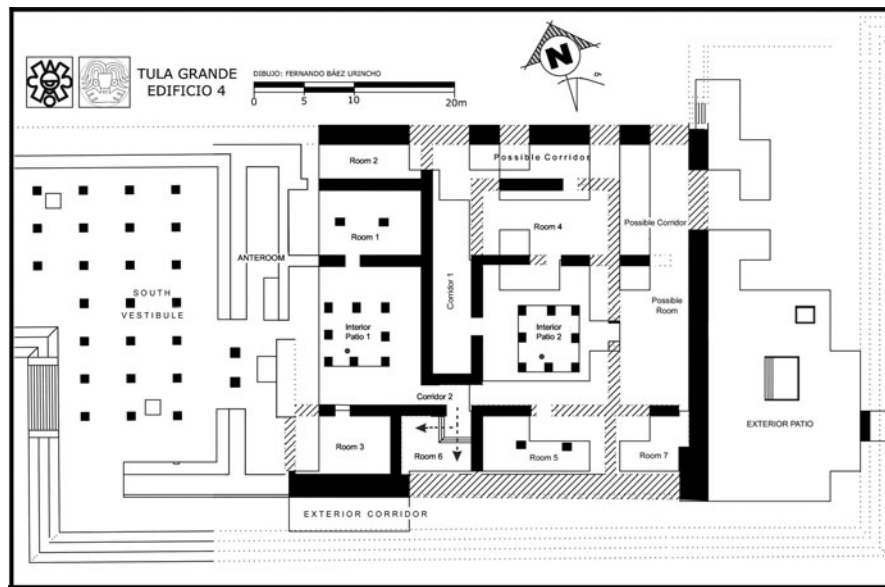 TULA GRANDE
EDIFICIO 4
DIBUJO: FERNANDO BÁEZ URINCHO
0 5 10 20m
N
Room 2
Possible Corridor
Room 1
Room 4
Possible Corridor
ANTEROOM
Corridor 1
SOUTH
VESTIBULE
Interior
Patio 1
Interior
Patio 2
Possible
Room
Corridor 2
EXTERIOR PATIO
Room 3
Room 6
Room 5
Room 7
EXTERIOR CORRIDOR